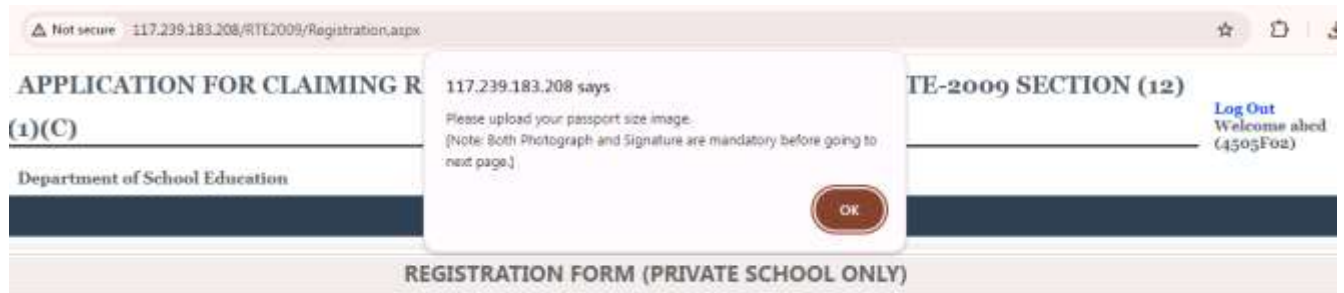 Not secure 117.239.183.208/RTE2009/Registration.aspx
APPLICATION FOR CLAIMING R
TE-2009 SECTION (12)
(1)(C)
Log Out
Welcome abcd
(4505F02)
Department of School Education
117.239.183.208 says
Please upload your passport size image.
[Note: Both Photograph and Signature are mandatory before going to
next page.]
OK
REGISTRATION FORM (PRIVATE SCHOOL ONLY)